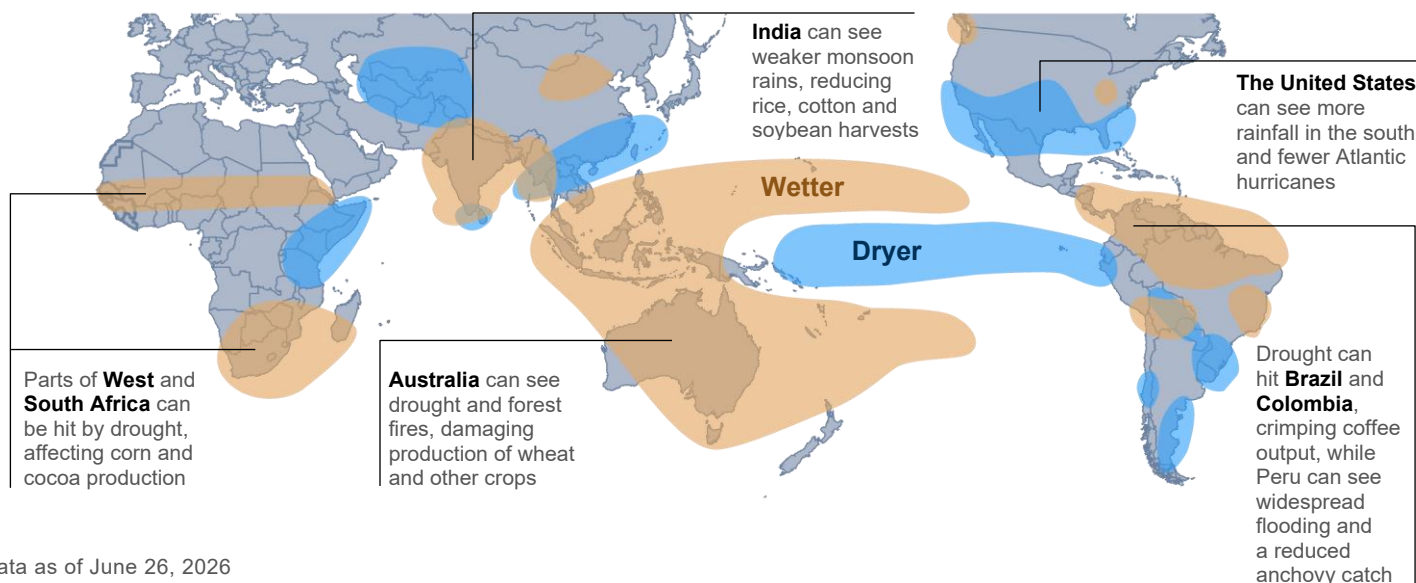 India can see
weaker monsoon
rains, reducing
rice, cotton and
soybean harvests
The United States
can see more
rainfall in the south
and fewer Atlantic
hurricanes
Wetter
Dryer
Parts of West and
South Africa can
be hit by drought,
affecting corn and
cocoa production
Australia can see
drought and forest
fires, damaging
production of wheat
and other crops
Drought can
hit Brazil and
Colombia,
crimping coffee
output, while
Peru can see
widespread
flooding and
a reduced
anchovy catch
ata as of June 26, 2026